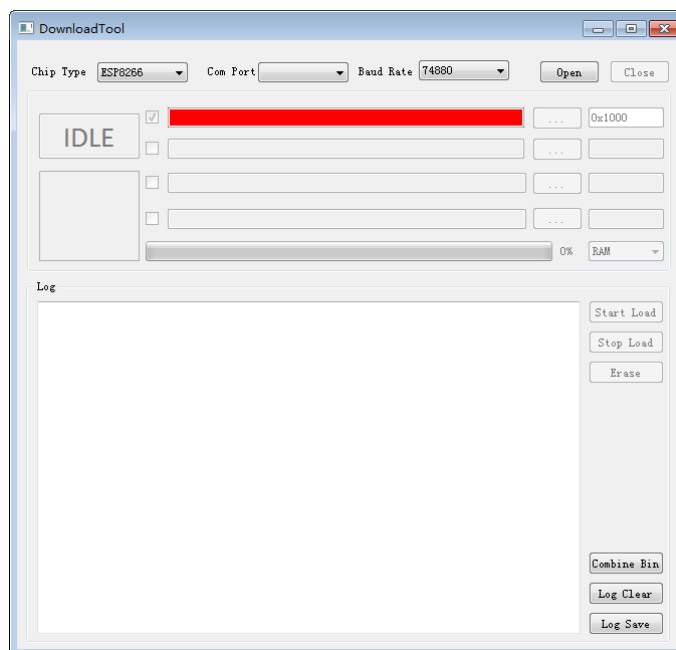 DownloadTool
Chip Type ESP8266 Com Port Baud Rate 74880 Open Close
IDLE
... 0x1000
...
...
...
0% RAM
Log
Start Load
Stop Load
Erase
Combine Bin
Log Clear
Log Save